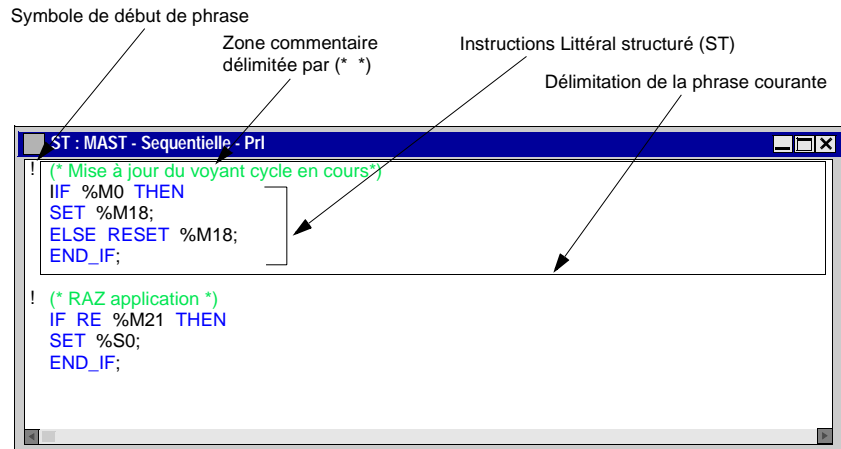 Symbole de début de phrase
Zone commentaire
délimitée par (* *)
Instructions Littéral structuré (ST)
Délimitation de la phrase courante
ST : MAST - Sequentielle - Prl
! (* Mise à jour du voyant cycle en cours*)
IIF %M0 THEN
SET %M18;
ELSE RESET %M18;
END_IF;
! (* RAZ application *)
IF RE %M21 THEN
SET %S0;
END_IF;